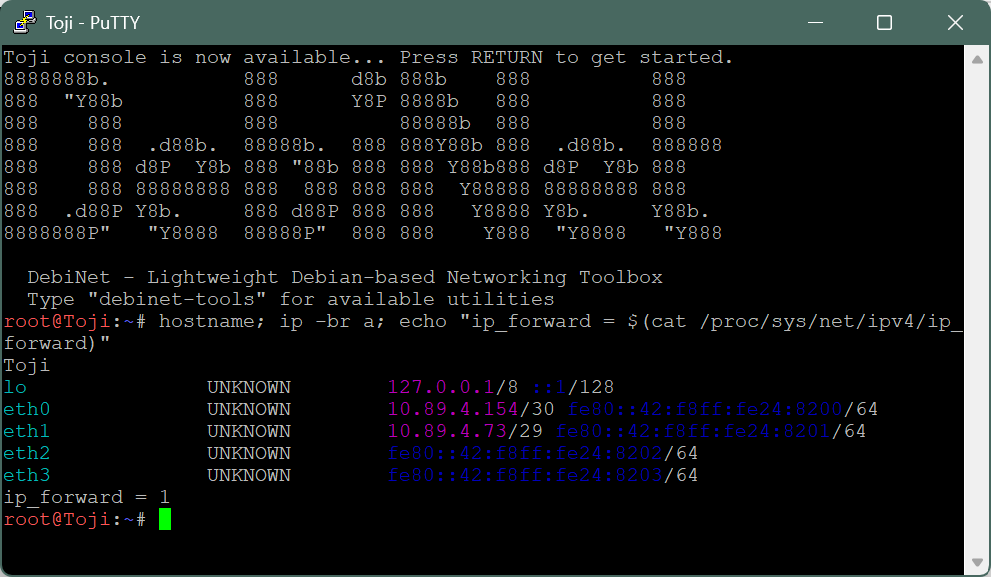 Toji - PuTTY
Toji console is now available... Press RETURN to get started.
8888888b.               888        d8b 888b    888              888
888  "Y88b              888        Y8P 8888b   888              888
888    888              888            88888b  888              888
888    888  .d88b.  88888b.  888 888Y88b 888  .d88b.  888888
888    888 d8P  Y8b 888 "88b 888 888 Y88b888 d8P  Y8b 888
888    888 88888888 888  888 888 888  Y88888 88888888 888
888  .d88P Y8b.     888 d88P 888 888   Y8888 Y8b.     Y88b.
8888888P"   "Y8888  88888P"  888 888    Y888  "Y8888   "Y888
DebiNet - Lightweight Debian-based Networking Toolbox
Type "debinet-tools" for available utilities
root@Toji:~# hostname; ip -br a; echo "ip_forward = $(cat /proc/sys/net/ipv4/ip_
forward)"
Toji
lo               UNKNOWN        127.0.0.1/8 ::1/128
eth0             UNKNOWN        10.89.4.154/30 fe80::42:f8ff:fe24:8200/64
eth1             UNKNOWN        10.89.4.73/29 fe80::42:f8ff:fe24:8201/64
eth2             UNKNOWN        fe80::42:f8ff:fe24:8202/64
eth3             UNKNOWN        fe80::42:f8ff:fe24:8203/64
ip_forward = 1
root@Toji:~#